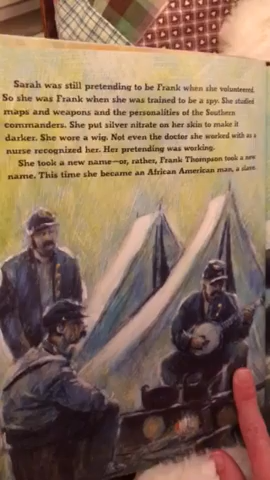 Sarah was still pretending to be Frank when she volunteered.
So she was Frank when she was trained to be a spy. She studied
maps and weapons and the personalities of the Southern
commanders. She put silver nitrate on her skin to make it
darker. She wore a wig. Not even the doctor she worked with as a
nurse recognized her. Her pretending was working.
She took a new name—or, rather, Frank Thompson took a new
name. This time she became an African American man, a slave